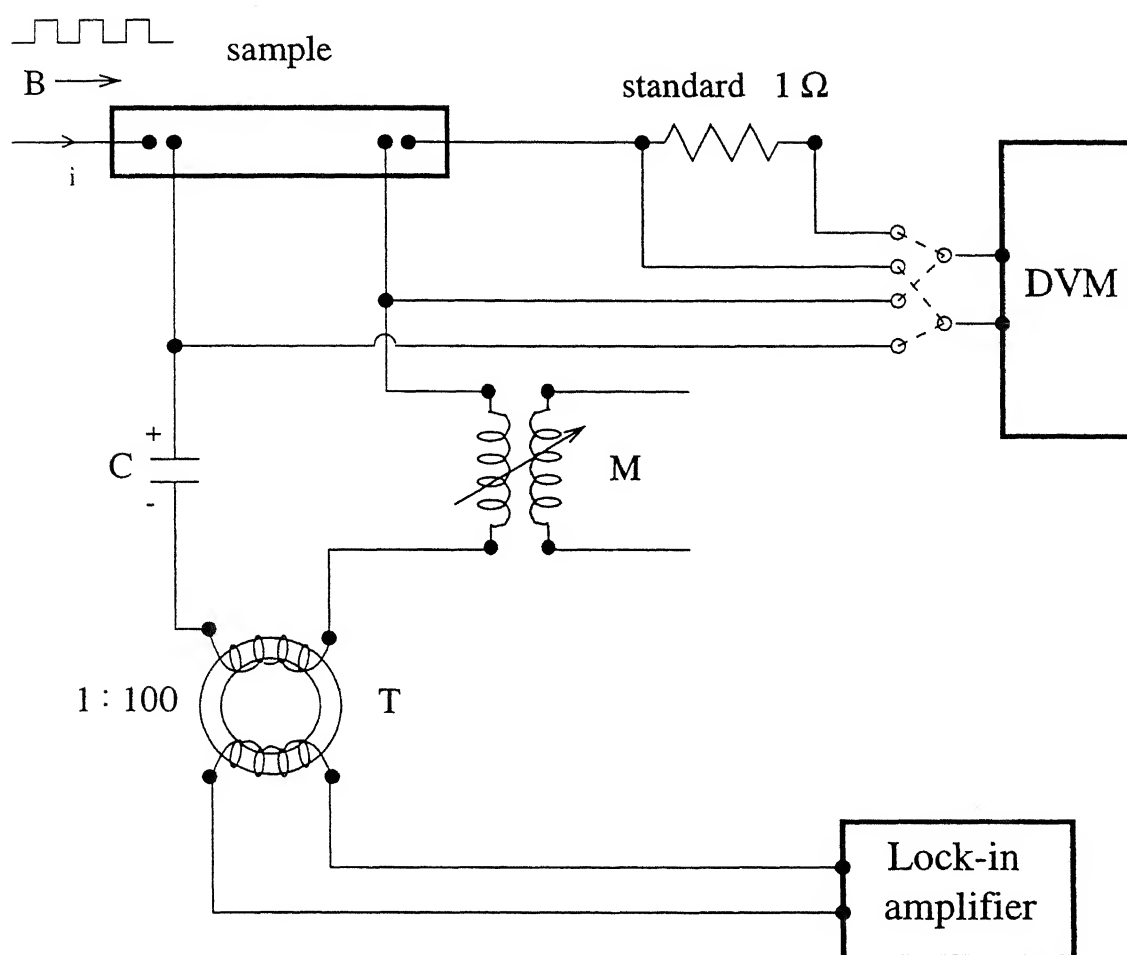 sample
B
standard 1 Ω
i
DVM
+
C
-
M
1 : 100
T
Lock-in
amplifier